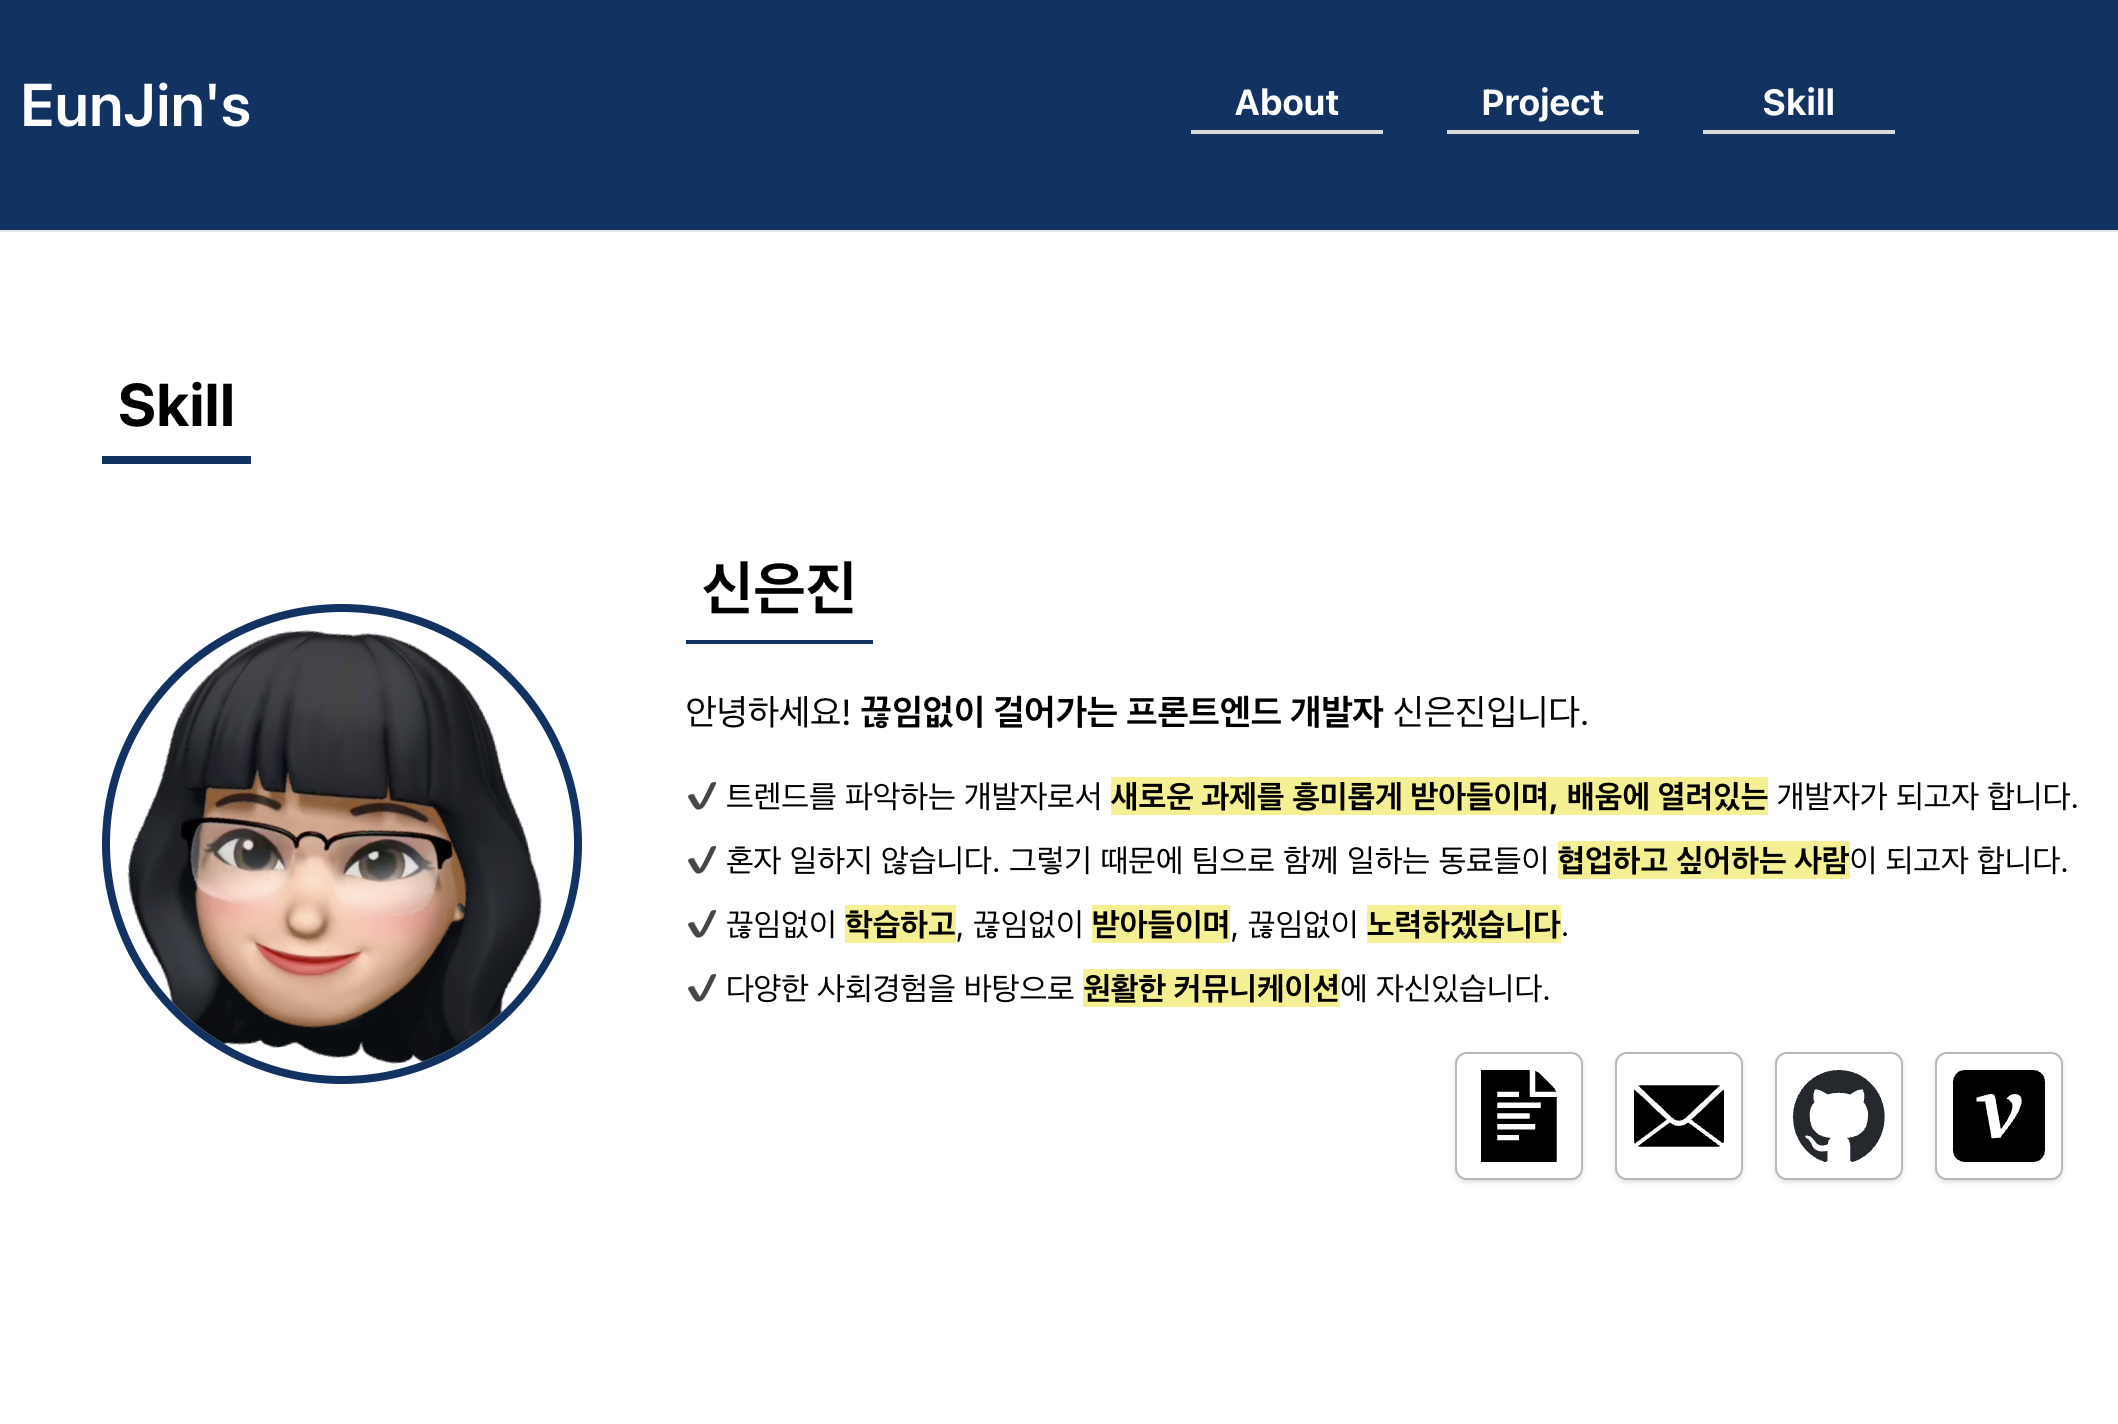 EunJin's
About
Project
Skill
Skill
신은진
안녕하세요! 끊임없이 걸어가는 프론트엔드 개발자 신은진입니다.
✔ 트렌드를 파악하는 개발자로서 새로운 과제를 흥미롭게 받아들이며, 배움에 열려있는 개발자가 되고자 합니다.
✔ 혼자 일하지 않습니다. 그렇기 때문에 팀으로 함께 일하는 동료들이 협업하고 싶어하는 사람이 되고자 합니다.
✔ 끊임없이 학습하고, 끊임없이 받아들이며, 끊임없이 노력하겠습니다.
✔ 다양한 사회경험을 바탕으로 원활한 커뮤니케이션에 자신있습니다.
v